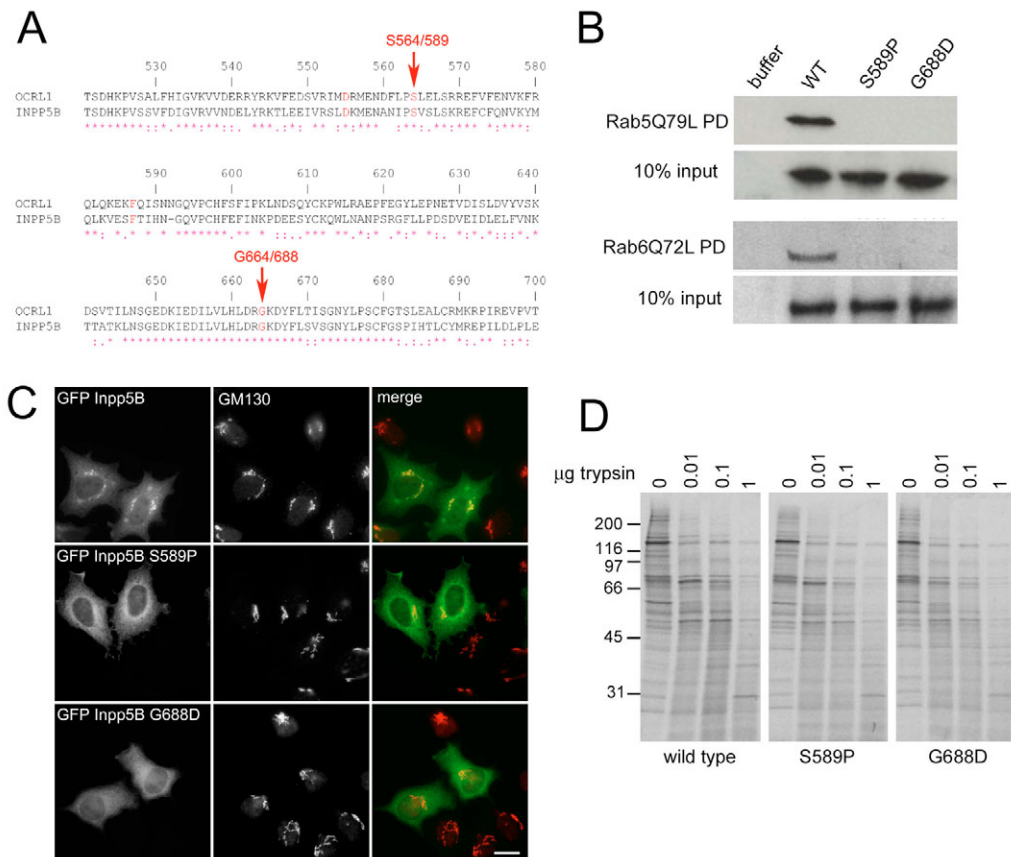 A
S564/589
530 540 550 560 570 580
OCRL1 TSDHKPVSALFHIGVKVVDERRYRKVFEDSVRIMDRMENDFLPSLELSRREFVFENVKFR
INPP5B TSDHKPVSSVFDIGVRVVNDELYRKTLEEIVRSLDKMENANIPSVSLSKREFCFQNVKYM
590 600 610 620 630 640
OCRL1 QLQKEKFQISNNGQVPCHFSFIPKLNDSQYCKPWLRAEPFEGYLEPNETVDISLDVYVSK
INPP5B QLKVESFTIHN-GQVPCHFEFINKPDEESYCKQWLNANPSRGFLLPDSDVEIDLELFVNK
G664/688
650 660 670 680 690 700
OCRL1 DSVTILNSGEDKIEDILVLHLDRGKDYFLTISGNYLPSCFGTSLEALCRMKRPIREVPVT
INPP5B TTATKLNSGEDKIEDILVLHLDRGKDYFLSVSGNYLPSCFGSPIHTLCYMREPILDLPLE
B
buffer WT S589P G688D
Rab5Q79L PD
10% input
Rab6Q72L PD
10% input
C
GFP Inpp5B GM130 merge
GFP Inpp5B S589P
GFP Inpp5B G688D
D
µg trypsin 0 0.01 0.1 1 0 0.01 0.1 1 0 0.01 0.1 1
200
116
97
66
45
31
wild type S589P G688D